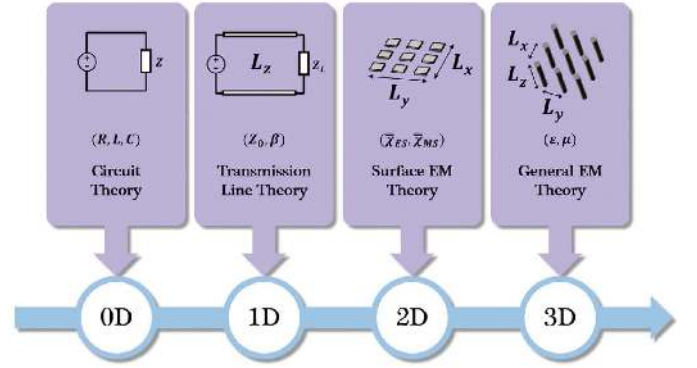 Z
(R, L, C)
Circuit
Theory
L_z
Z_L
(Z_0, β)
Transmission
Line Theory
L_x
L_y
(χ̿_ES, χ̿_MS)
Surface EM
Theory
L_x
L_z
L_y
(ε, μ)
General EM
Theory
0D
1D
2D
3D